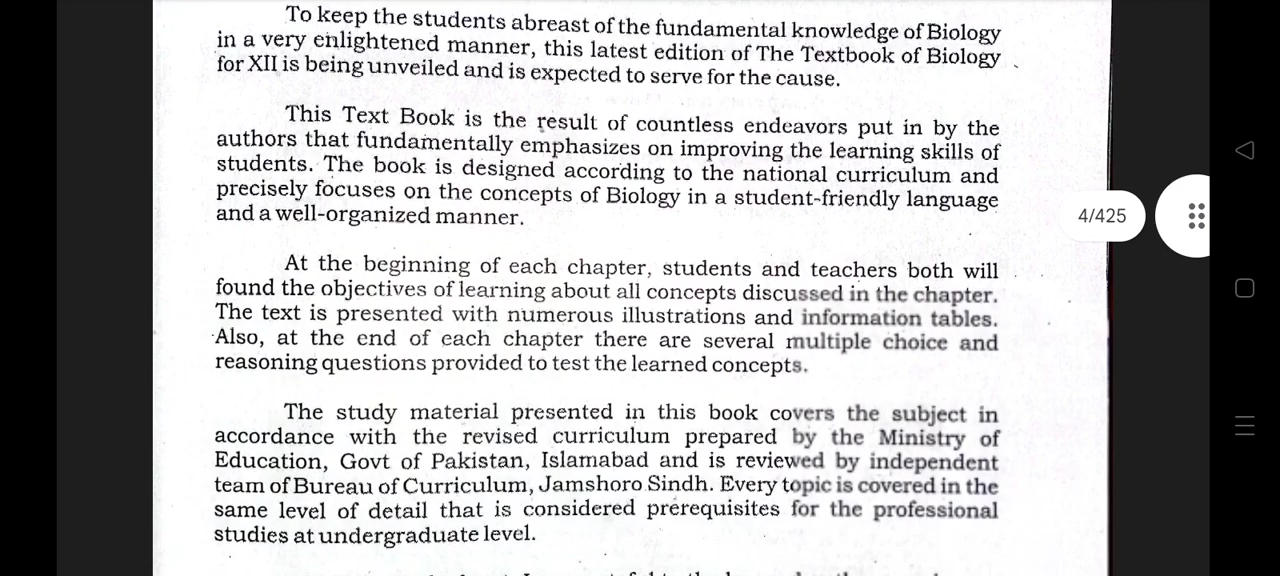 To keep the students abreast of the fundamental knowledge of Biology
in a very enlightened manner, this latest edition of The Textbook of Biology
for XII is being unveiled and is expected to serve for the cause.
This Text Book is the result of countless endeavors put in by the
authors that fundamentally emphasizes on improving the learning skills of
students. The book is designed according to the national curriculum and
precisely focuses on the concepts of Biology in a student-friendly language
and a well-organized manner.
4/425
At the beginning of each chapter, students and teachers both will
found the objectives of learning about all concepts discussed in the chapter.
The text is presented with numerous illustrations and information tables.
Also, at the end of each chapter there are several multiple choice and
reasoning questions provided to test the learned concepts.
The study material presented in this book covers the subject in
accordance with the revised curriculum prepared by the Ministry of
Education, Govt of Pakistan, Islamabad and is reviewed by independent
team of Bureau of Curriculum, Jamshoro Sindh. Every topic is covered in the
same level of detail that is considered prerequisites for the professional
studies at undergraduate level.